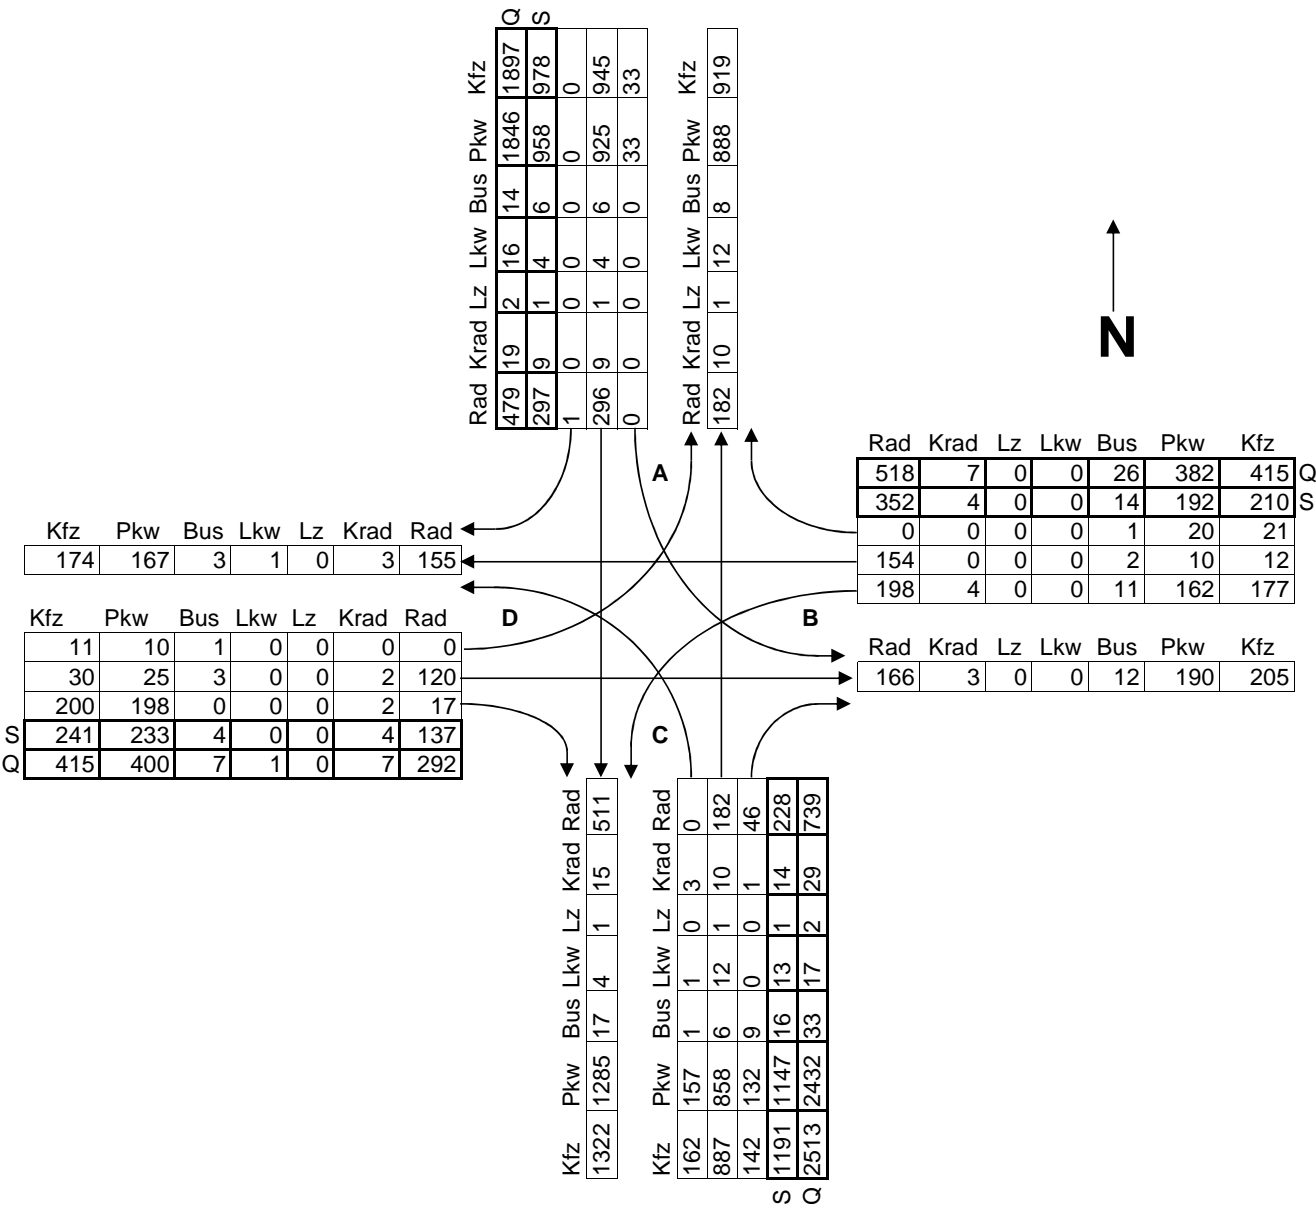 Q 1897 1846 14 16 2 19 479
S 978 958 6 4 1 9 297
0 0 0 0 0 0 1
945 925 6 4 1 9 296
33 33 0 0 0 0 0
Rad Krad Lz Lkw Bus Pkw Kfz
182 10 1 12 8 888 919
Rad Krad Lz Lkw Bus Pkw Kfz
N
A
Rad Krad Lz Lkw Bus Pkw Kfz
518 7 0 0 26 382 415 Q
352 4 0 0 14 192 210 S
0 0 0 0 1 20 21
154 0 0 0 2 10 12
198 4 0 0 11 162 177
Kfz Pkw Bus Lkw Lz Krad Rad
174 167 3 1 0 3 155
Kfz Pkw Bus Lkw Lz Krad Rad
11 10 1 0 0 0 0
30 25 3 0 0 2 120
200 198 0 0 0 2 17
S 241 233 4 0 0 4 137
Q 415 400 7 1 0 7 292
D
B
Rad Krad Lz Lkw Bus Pkw Kfz
166 3 0 0 12 190 205
C
Kfz Pkw Bus Lkw Lz Krad Rad
1322 1285 17 4 1 15 511
Kfz Pkw Bus Lkw Lz Krad Rad
162 157 1 1 0 3 0
887 858 6 12 1 10 182
142 132 9 0 0 1 46
S 1191 1147 16 13 1 14 228
Q 2513 2432 33 17 2 29 739